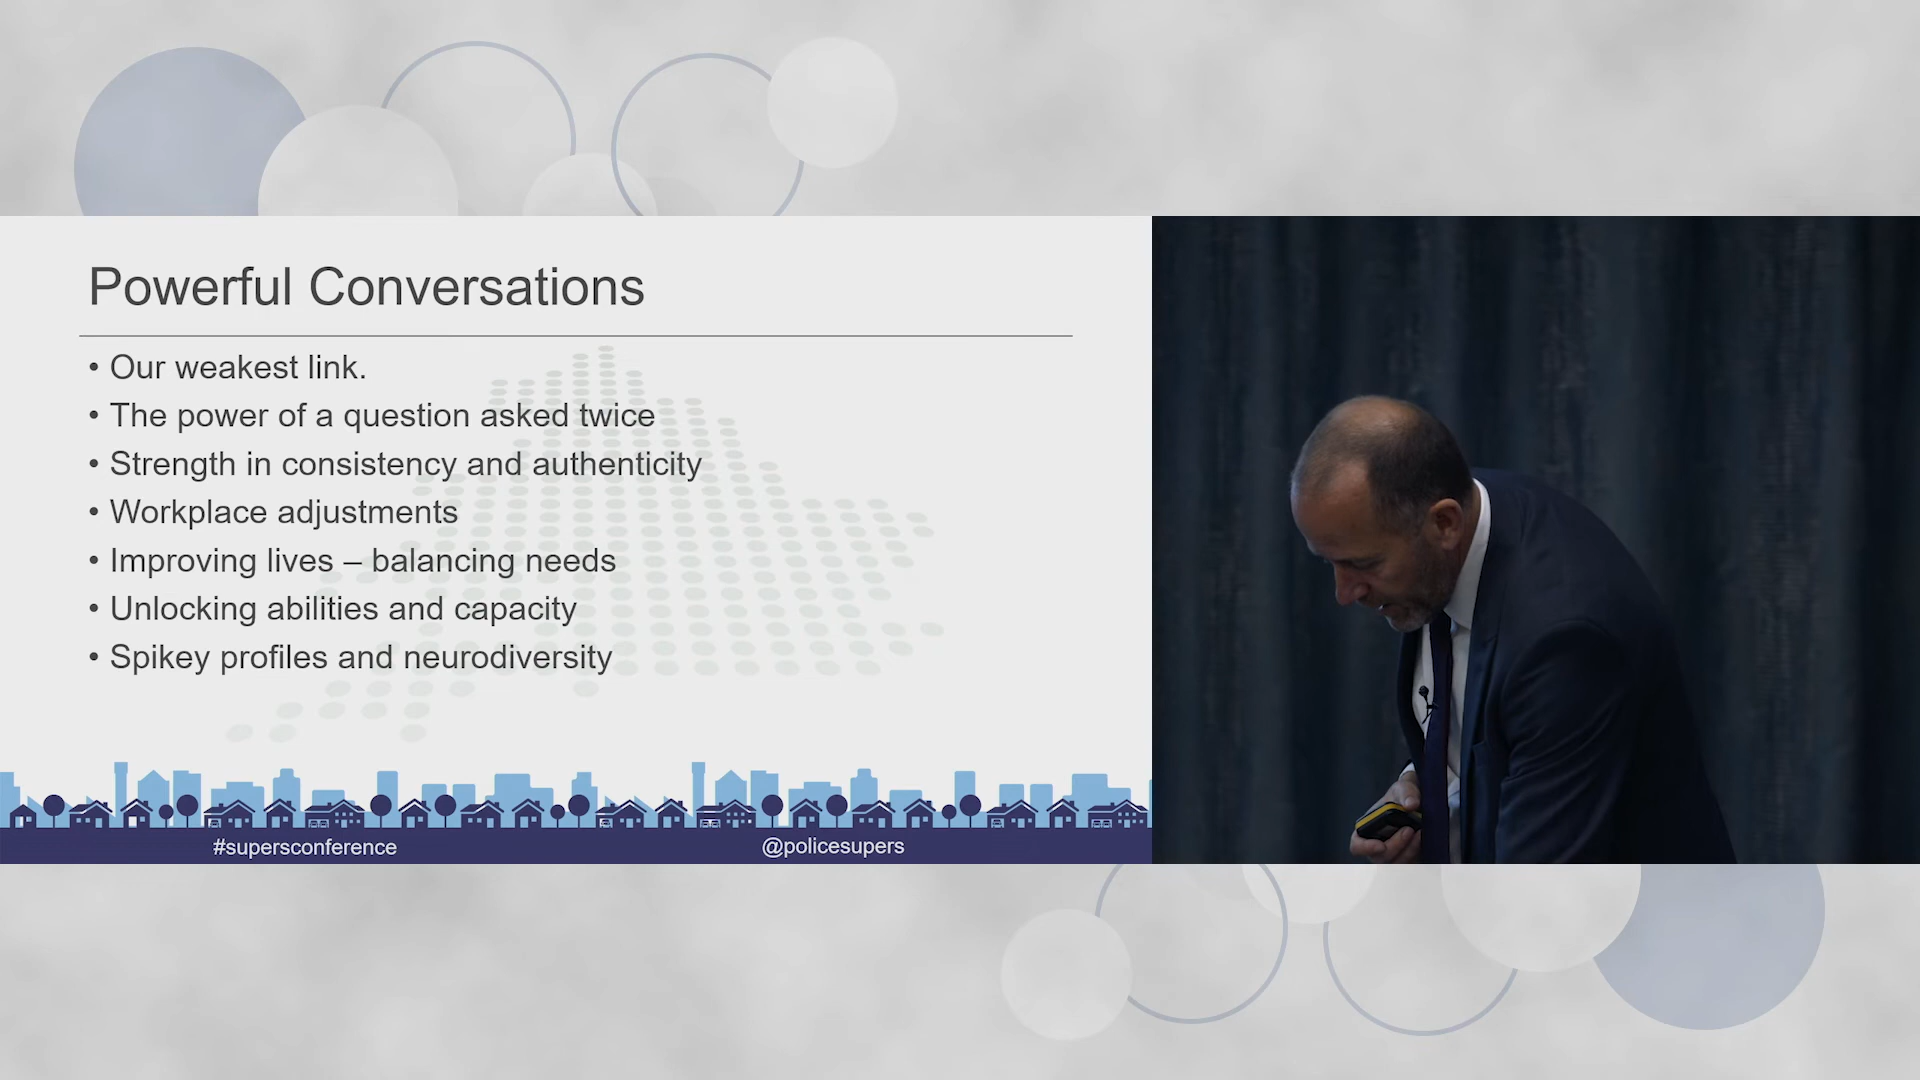 Powerful Conversations
• Our weakest link.
• The power of a question asked twice
• Strength in consistency and authenticity
• Workplace adjustments
• Improving lives – balancing needs
• Unlocking abilities and capacity
• Spikey profiles and neurodiversity
#supersconference
@policesupers